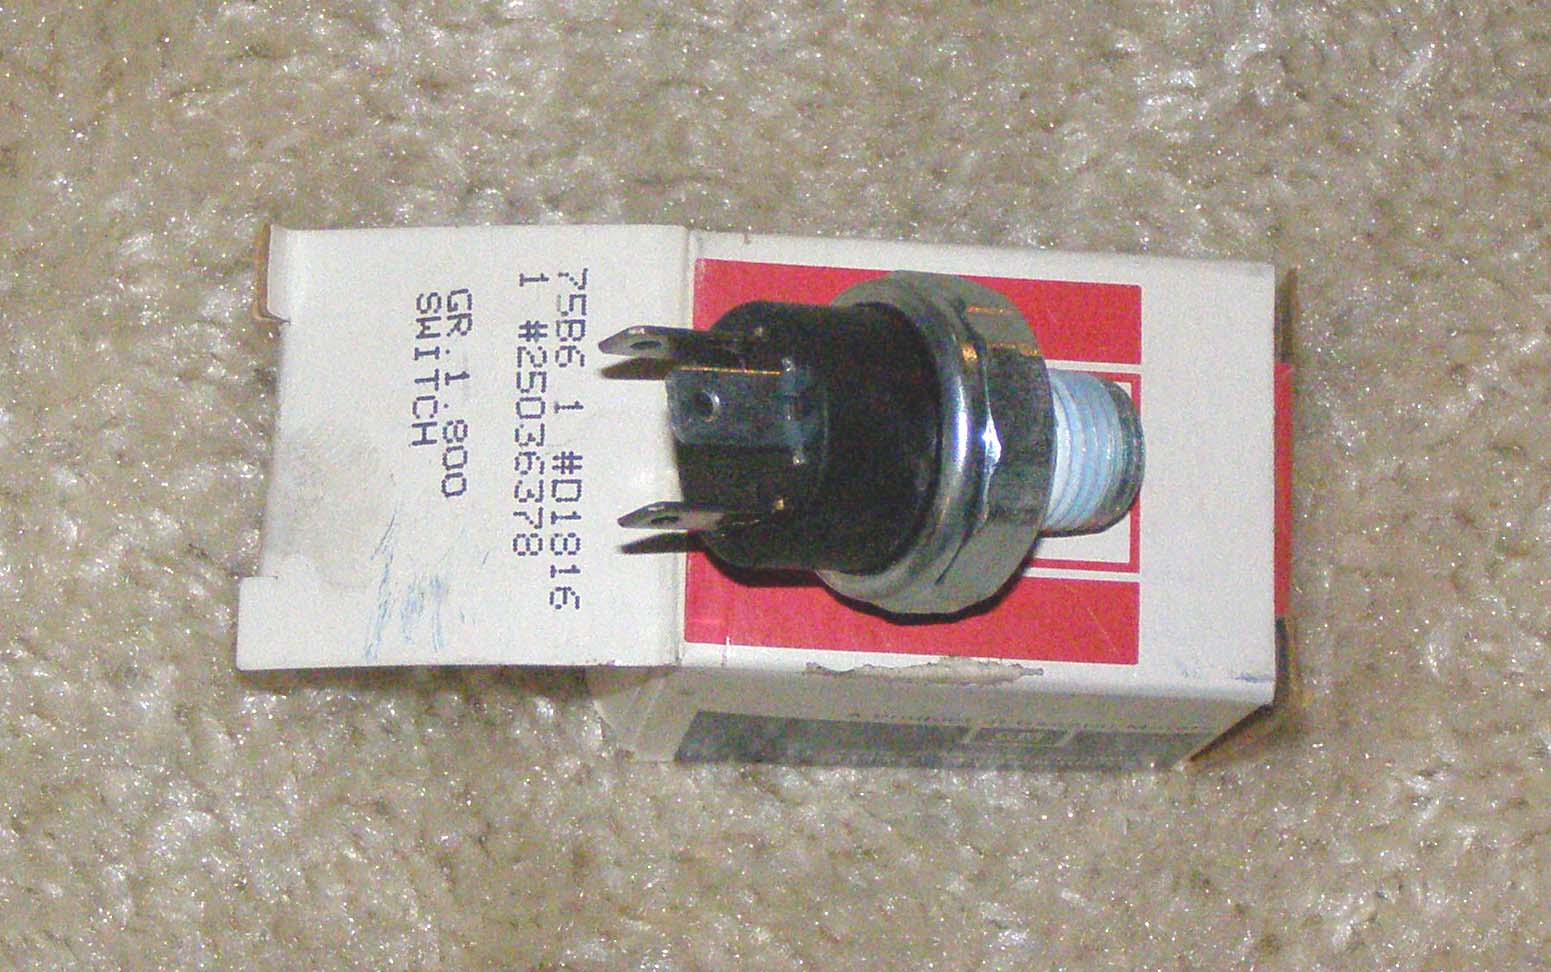 75B6 1 #D1816
1 #25036378
GR. 1.800
SWITCH